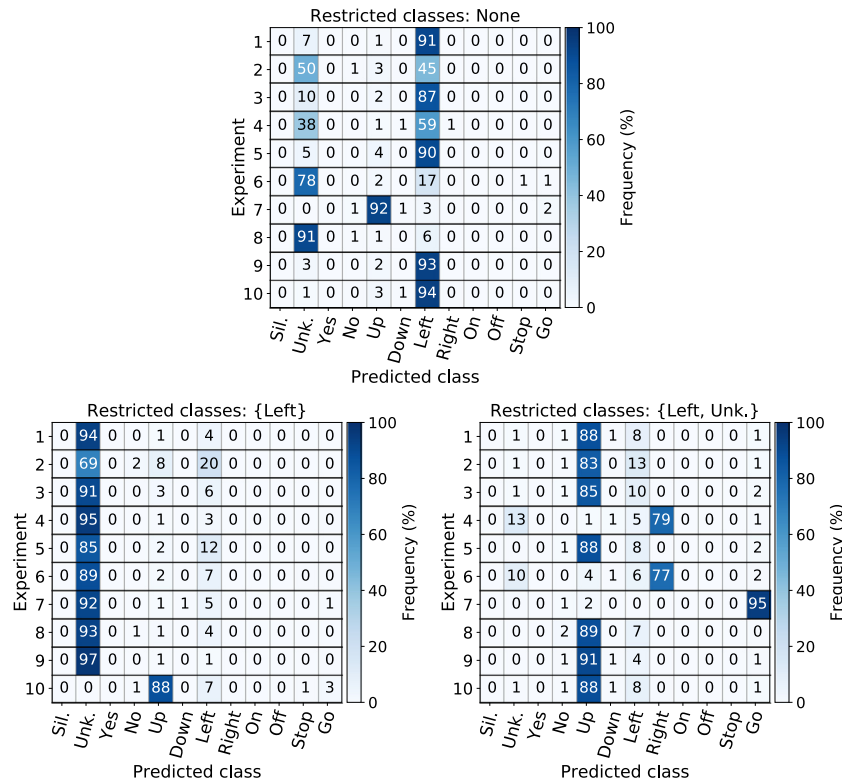 Restricted classes: None
1 0 7 0 0 1 0 91 0 0 0 0 0
2 0 50 0 1 3 0 45 0 0 0 0 0
3 0 10 0 0 2 0 87 0 0 0 0 0
4 0 38 0 0 1 1 59 1 0 0 0 0
5 0 5 0 0 4 0 90 0 0 0 0 0
6 0 78 0 0 2 0 17 0 0 0 1 1
7 0 0 0 1 92 1 3 0 0 0 0 2
8 0 91 0 1 1 0 6 0 0 0 0 0
9 0 3 0 0 2 0 93 0 0 0 0 0
10 0 1 0 0 3 1 94 0 0 0 0 0
Sil. Unk. Yes No Up Down Left Right On Off Stop Go
Predicted class
Experiment
100
80
60
40
20
0
Frequency (%)
Restricted classes: {Left}
1 0 94 0 0 1 0 4 0 0 0 0 0
2 0 69 0 2 8 0 20 0 0 0 0 0
3 0 91 0 0 3 0 6 0 0 0 0 0
4 0 95 0 0 1 0 3 0 0 0 0 0
5 0 85 0 0 2 0 12 0 0 0 0 0
6 0 89 0 0 2 0 7 0 0 0 0 0
7 0 92 0 0 1 1 5 0 0 0 0 1
8 0 93 0 1 1 0 4 0 0 0 0 0
9 0 97 0 0 1 0 1 0 0 0 0 0
10 0 0 0 1 88 0 7 0 0 0 1 3
Sil. Unk. Yes No Up Down Left Right On Off Stop Go
Predicted class
Experiment
100
80
60
40
20
0
Frequency (%)
Restricted classes: {Left, Unk.}
1 0 1 0 1 88 1 8 0 0 0 0 1
2 0 1 0 1 83 0 13 0 0 0 0 1
3 0 1 0 1 85 0 10 0 0 0 0 2
4 0 13 0 0 1 1 5 79 0 0 0 1
5 0 0 0 1 88 0 8 0 0 0 0 2
6 0 10 0 0 4 1 6 77 0 0 0 2
7 0 0 0 1 2 0 0 0 0 0 0 95
8 0 0 0 2 89 0 7 0 0 0 0 0
9 0 0 0 1 91 1 4 0 0 0 0 1
10 0 1 0 1 88 1 8 0 0 0 0 1
Sil. Unk. Yes No Up Down Left Right On Off Stop Go
Predicted class
Experiment
100
80
60
40
20
0
Frequency (%)